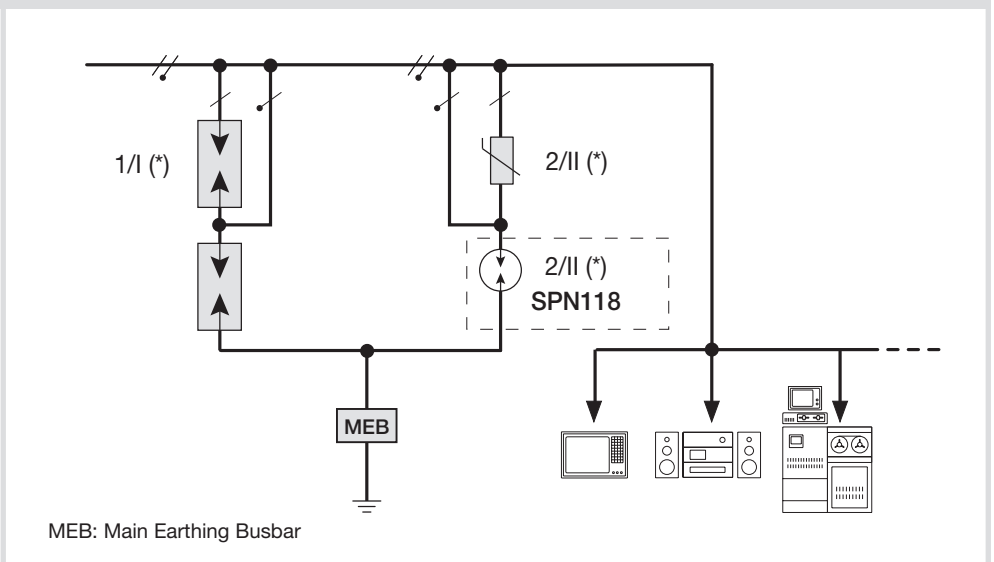 1/I (*)
2/II (*)
2/II (*)
SPN118
MEB
MEB: Main Earthing Busbar